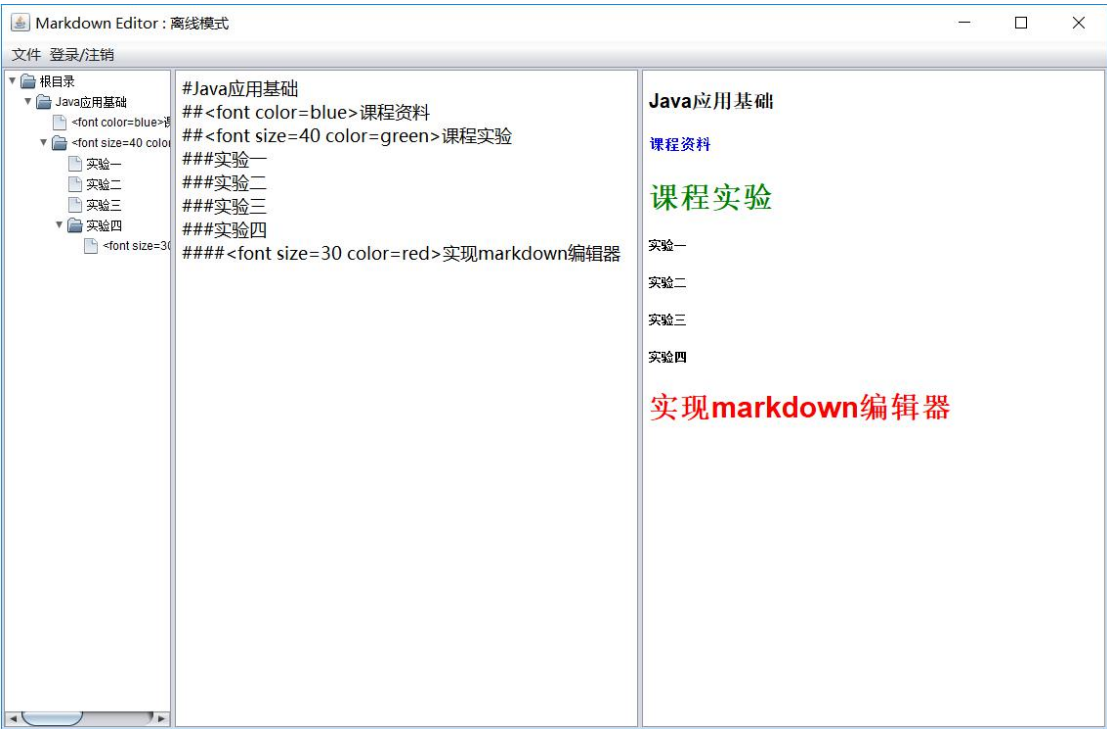 Markdown Editor : 离线模式
文件 登录/注销
根目录
Java应用基础
<font color=blue>
<font size=40 colo
实验一
实验二
实验三
实验四
<font size=30
#Java应用基础
##<font color=blue>课程资料
##<font size=40 color=green>课程实验
###实验一
###实验二
###实验三
###实验四
####<font size=30 color=red>实现markdown编辑器
Java应用基础
课程资料
课程实验
实验一
实验二
实验三
实验四
实现markdown编辑器